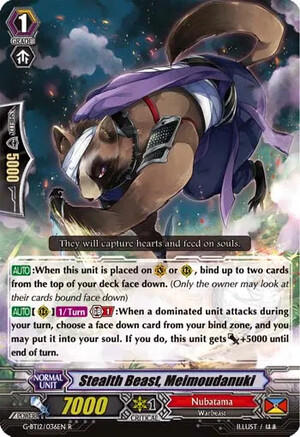 1
GRADE
SHIELD
5000
They will capture hearts and feed on souls.
AUTO:When this unit is placed on or , bind up to two cards
from the top of your deck face down. (Only the owner may look at
their cards bound face down)
AUTO 1/Turn 1:When a dominated unit attacks during
your turn, choose a face down card from your bind zone, and you
may put it into your soul. If you do, this unit gets +5000 until
end of turn.
NORMAL
UNIT
Stealth Beast, Meimoudanuki
POWER
7000
1
CRITICAL
Nubatama
Warbeast
G-BT12/036EN R
ILLUST /